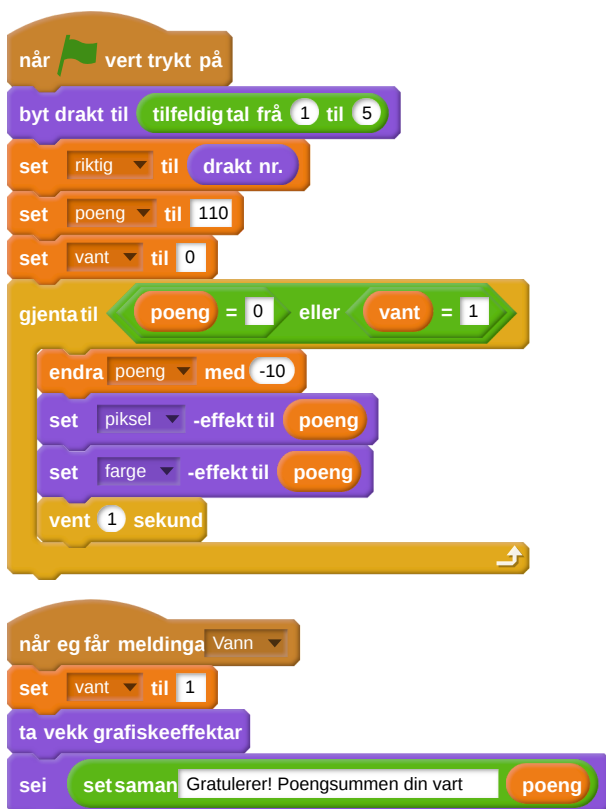 når vert trykt på
byt drakt til tilfeldig tal frå 1 til 5
set riktig til drakt nr.
set poeng til 110
set vant til 0
gjenta til poeng = 0 eller vant = 1
endra poeng med -10
set piksel -effekt til poeng
set farge -effekt til poeng
vent 1 sekund
når eg får meldinga Vann
set vant til 1
ta vekk grafiskeeffektar
sei set saman Gratulerer! Poengsummen din vart poeng